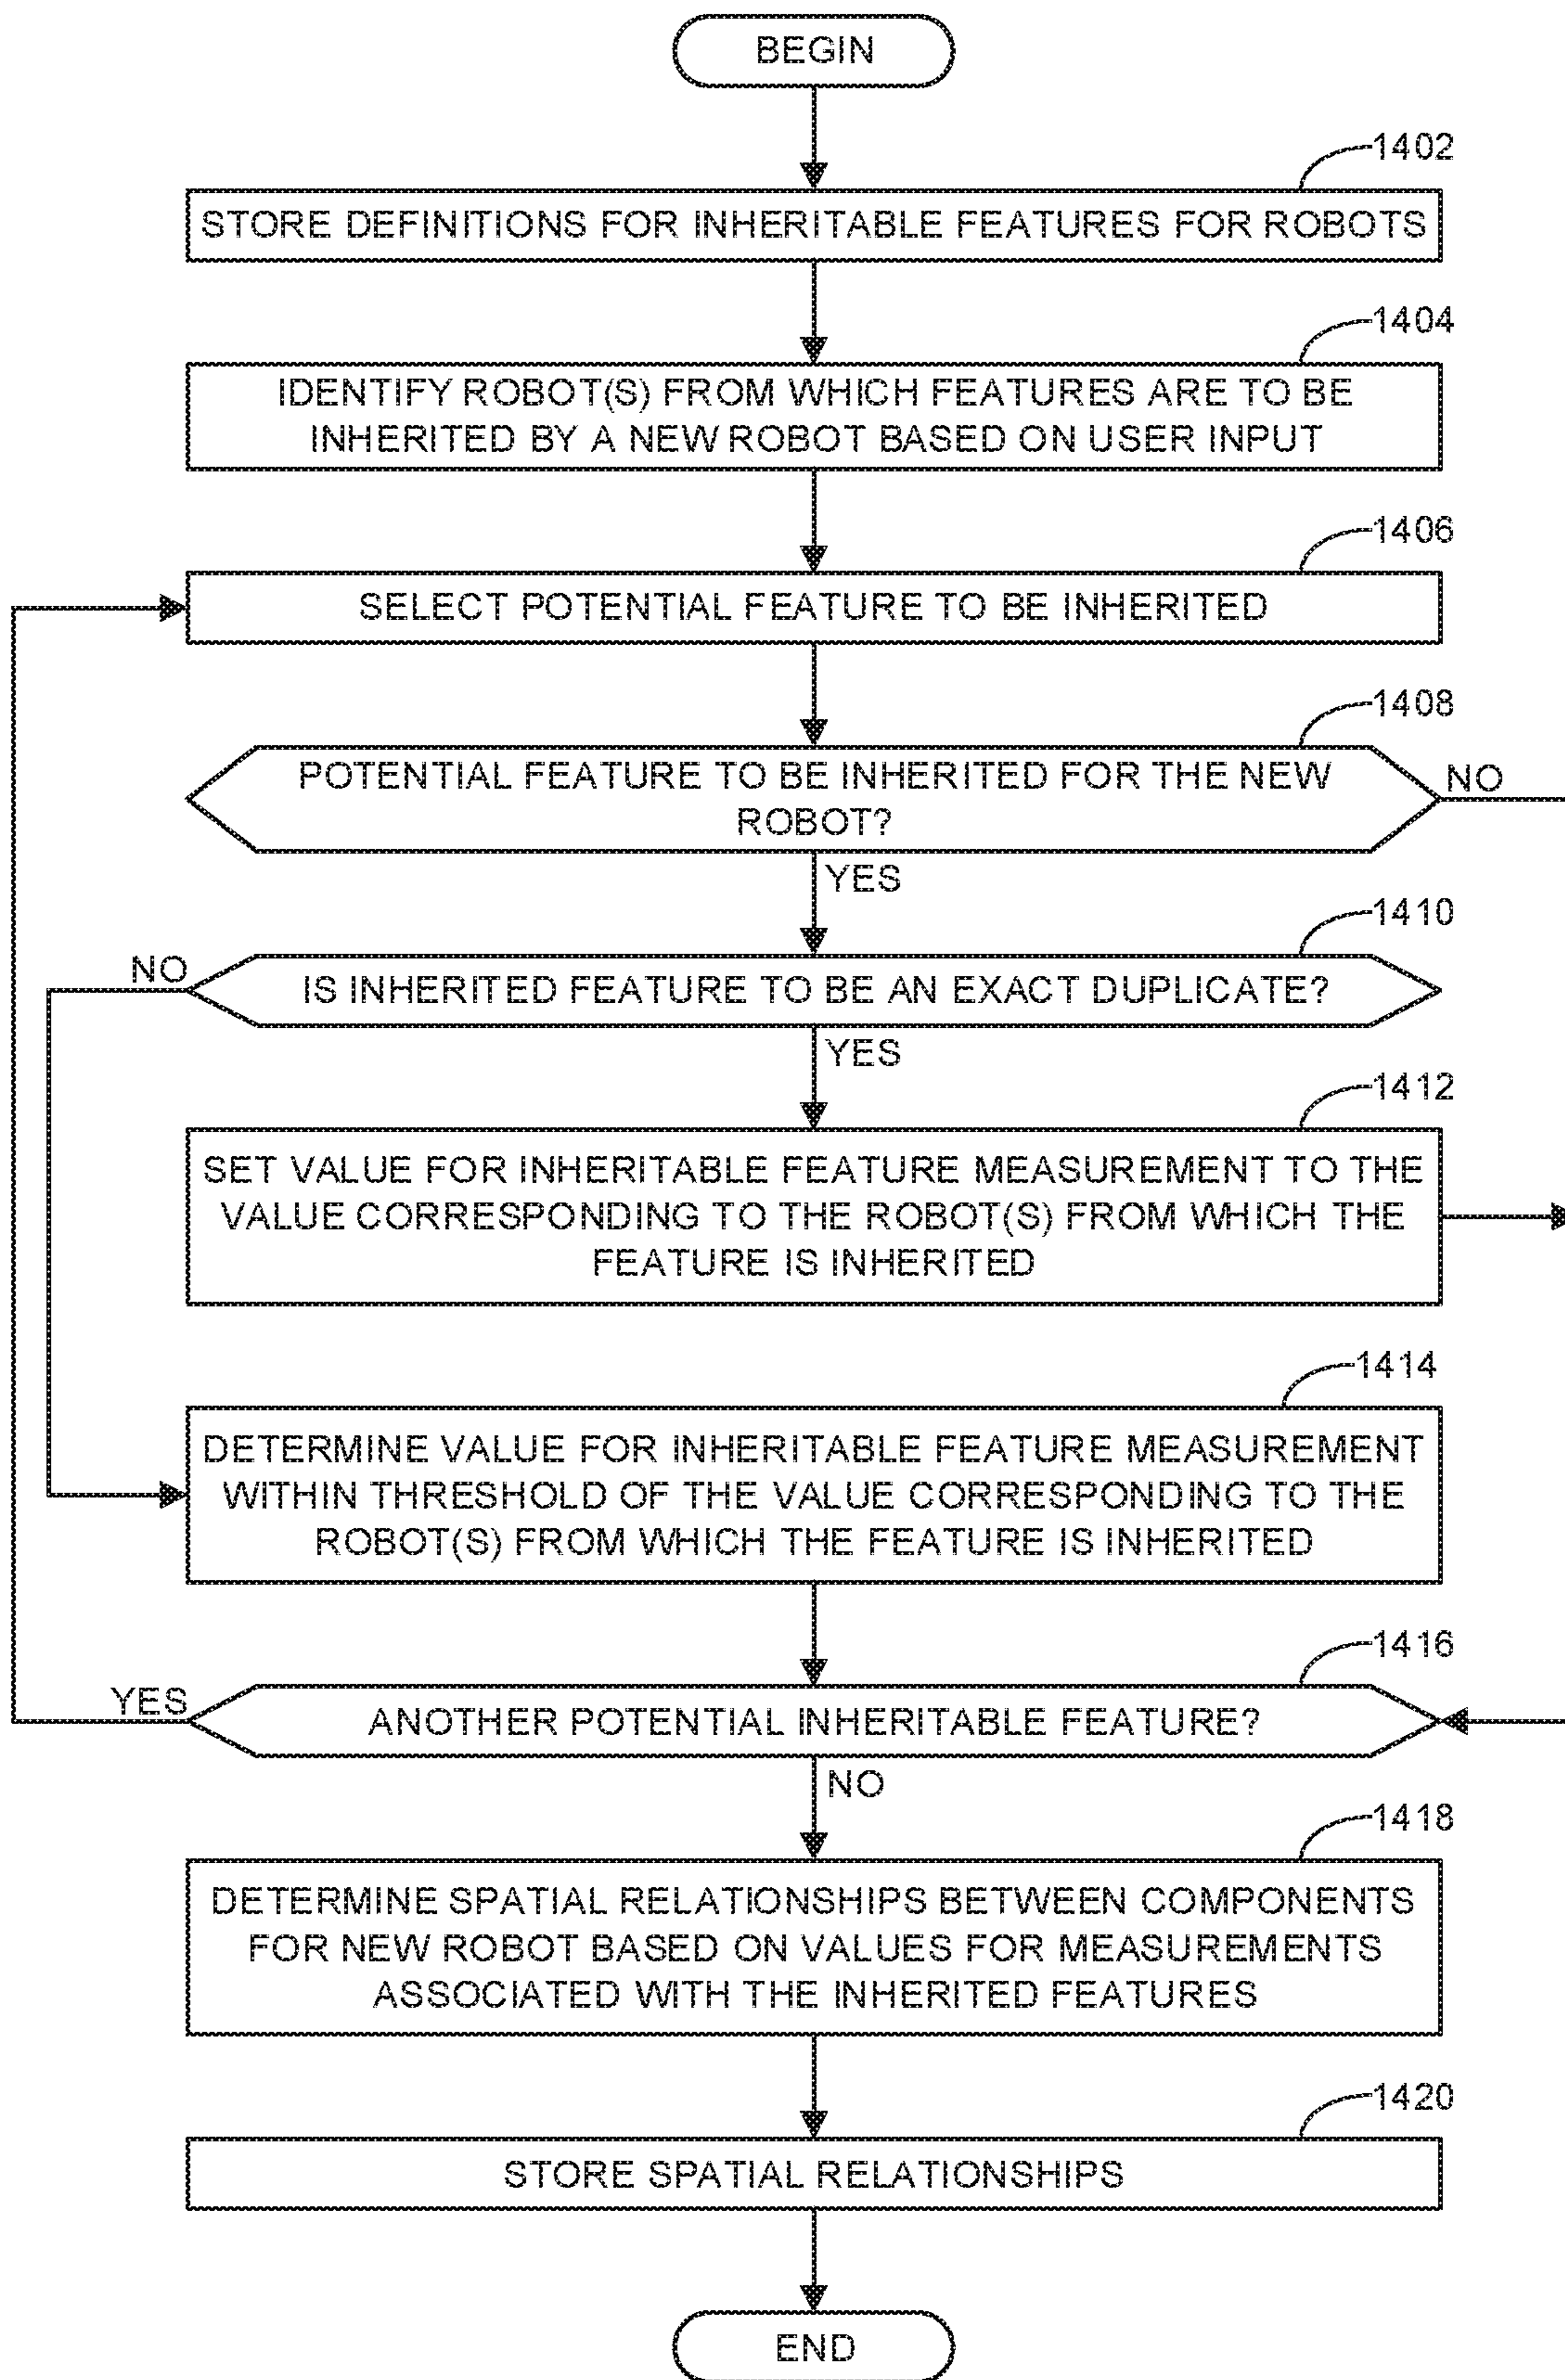 BEGIN
1402
STORE DEFINITIONS FOR INHERITABLE FEATURES FOR ROBOTS
1404
IDENTIFY ROBOT(S) FROM WHICH FEATURES ARE TO BE
INHERITED BY A NEW ROBOT BASED ON USER INPUT
1406
SELECT POTENTIAL FEATURE TO BE INHERITED
1408
POTENTIAL FEATURE TO BE INHERITED FOR THE NEW
ROBOT?
NO
YES
1410
NO
IS INHERITED FEATURE TO BE AN EXACT DUPLICATE?
YES
1412
SET VALUE FOR INHERITABLE FEATURE MEASUREMENT TO THE
VALUE CORRESPONDING TO THE ROBOT(S) FROM WHICH THE
FEATURE IS INHERITED
1414
DETERMINE VALUE FOR INHERITABLE FEATURE MEASUREMENT
WITHIN THRESHOLD OF THE VALUE CORRESPONDING TO THE
ROBOT(S) FROM WHICH THE FEATURE IS INHERITED
1416
YES
ANOTHER POTENTIAL INHERITABLE FEATURE?
NO
1418
DETERMINE SPATIAL RELATIONSHIPS BETWEEN COMPONENTS
FOR NEW ROBOT BASED ON VALUES FOR MEASUREMENTS
ASSOCIATED WITH THE INHERITED FEATURES
1420
STORE SPATIAL RELATIONSHIPS
END